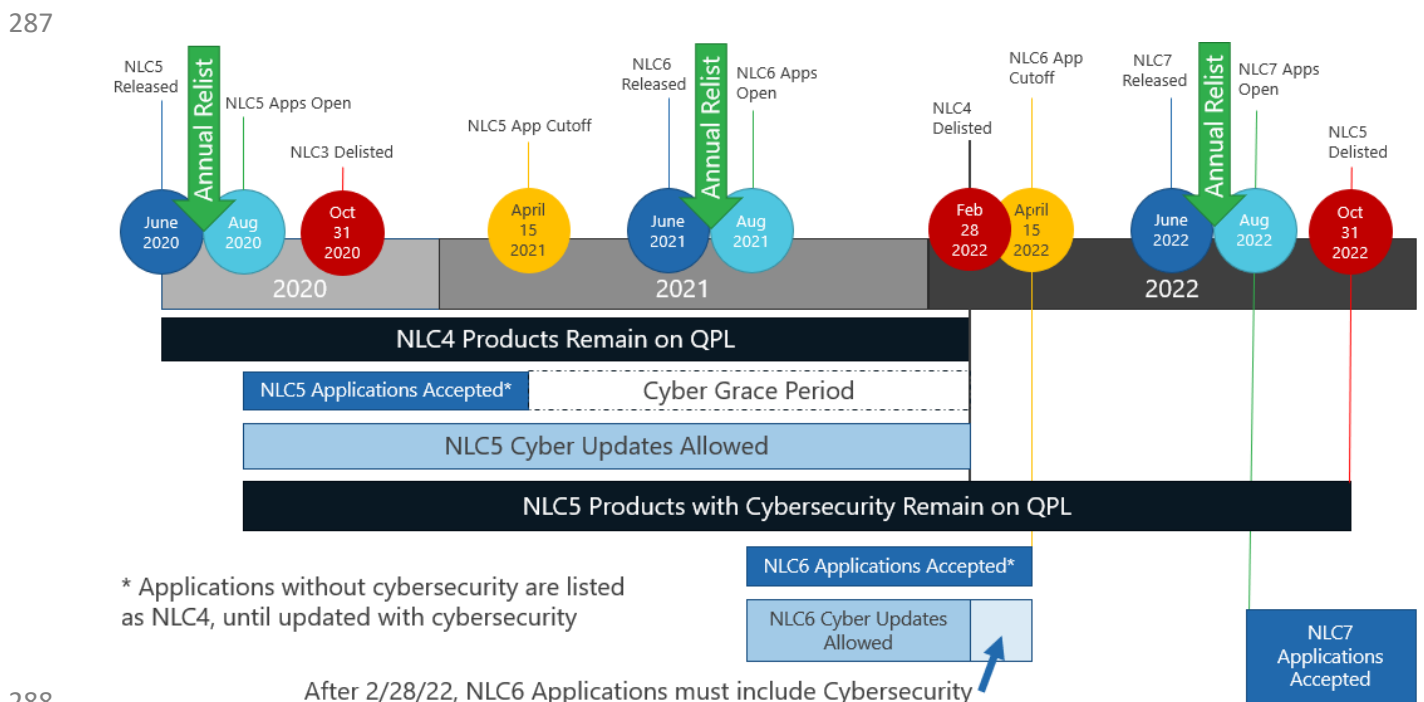 287
NLC5
Released
Annual Relist
NLC5 Apps Open
NLC3 Delisted
NLC5 App Cutoff
NLC6
Released
Annual Relist
NLC6 Apps
Open
NLC4
Delisted
NLC6 App
Cutoff
NLC7
Released
Annual Relist
NLC7 Apps
Open
NLC5
Delisted
June
2020
Aug
2020
Oct
31
2020
April
15
2021
June
2021
Aug
2021
Feb
28
2022
April
15
2022
June
2022
Aug
2022
Oct
31
2022
2020
2021
2022
NLC4 Products Remain on QPL
NLC5 Applications Accepted*
Cyber Grace Period
NLC5 Cyber Updates Allowed
NLC5 Products with Cybersecurity Remain on QPL
NLC6 Applications Accepted*
* Applications without cybersecurity are listed
as NLC4, until updated with cybersecurity
NLC6 Cyber Updates
Allowed
NLC7
Applications
Accepted
After 2/28/22, NLC6 Applications must include Cybersecurity
288